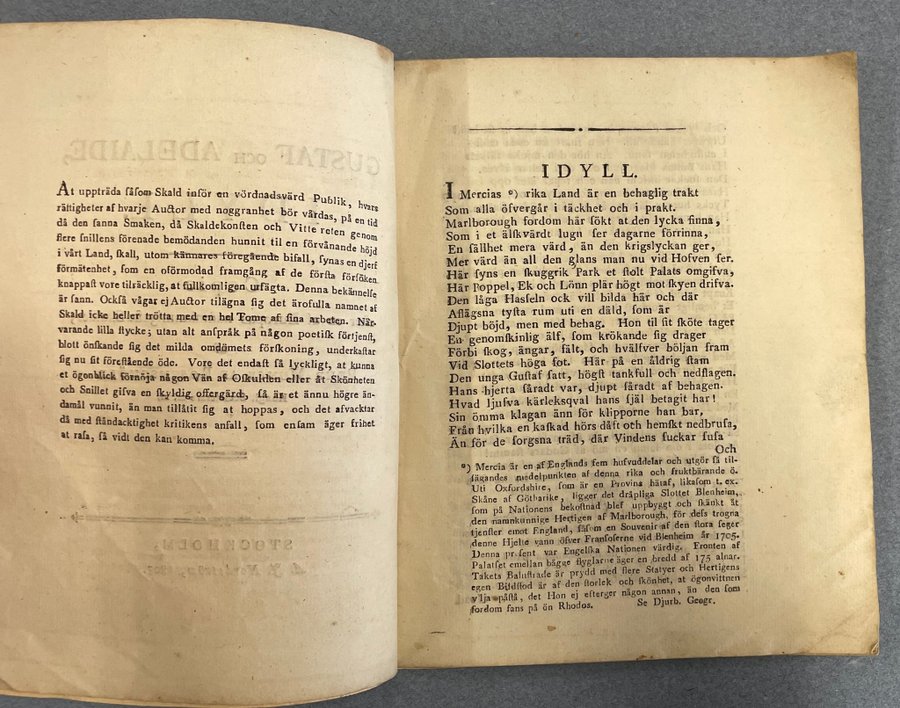 At uppträda såsom Skald inför en vördnadsvärd Publik, hvars
rättigheter af hvarje Auctor med noggranhet bör vårdas, på en tid
då den sanna Smaken, då Skaldekonsten och Vitterheten genom
flere snillens förenade bemödanden hunnit til en förvånande höjd
i vårt Land, skall, utom kännares föregående bifall, synas en djerf
förmätenhet, som en oförmodad framgång af de första försöken
knappast vore tilräcklig, at fullkomligen ursägta. Denna bekännelse
är sann. Ockſå vågar ej Auctor tilägna sig det ärofulla namnet af
Skald icke heller trötta med en hel Tome af sina arbeten. När-
varande lilla stycke; utan alt anspråk på någon poetisk förtjenst,
blott önskande sig det milda omdömets förskoning, underkastar
sig nu sit förestående öde. Vore det endast så lyckligt, at kunna
et ögonblick förnöja någon Vän af Oskulden eller åt Skönheten
och Snillet gifva en skyldig offergärd, så är et ännu högre än-
damål vunnit, än man tillåtit sig at hoppas, och det afvacktar
då med ståndacktighet kritikens anfall, som ensam äger frihet
at rasa, så vidt den kan komma.
GUSTAF OCH ADELAIDE,
STOCKHOLM,
IDYLL.
I Mercias *) rika Land är en behaglig trakt
Som alla öfvergår i täckhet och i prakt.
Marlborough fordom här sökt at den lycka finna,
Som i et älskvärdt lugn ser dagarne förrinna,
En sällhet mera värd, än den krigslyckan ger,
Mer värd än all den glans man nu vid Hofven ser.
Här syns en skuggrik Park et stolt Palats omgifva,
Här Poppel, Ek och Lönn plär högt mot skyen drifva.
Den låga Hasseln ock vill bilda här och där
Aflägsna tysta rum uti en däld, som är
Djupt böjd, men med behag. Hon til sit sköte tager
En genomskinlig älf, som krökande sig drager
Förbi skog, ängar, fält, och hvälfver böljan fram
Vid Slottets höga fot. Här på en åldrig stam
Den unga Gustaf satt, högst tankfull och nedslagen.
Hans hjerta såradt var, djupt såradt af behagen.
Hvad ljufva kärleksqval hans själ betagit har!
Sin ömma klagan änn för klipporne han bar,
Från hvilka en kaskad hörs dåst och hemskt nedbrusa,
Än för de sorgsna träd, där Vindens suckar susa
Och
*) Mercia är en af Englands fem hufvuddelar och utgör så til-
sägandes medelpunkten af denna rika och fruktbärande ö.
Uti Oxfordshire, som är en Provins häraf, likasom t. ex.
Skåne af Götharike, ligger det dräpliga Slottet Blenheim,
som på Nationens bekostnad blef uppbyggt och skänkt åt
den namnkunnige Hertigen af Marlborough, för dess trogna
tjenster emot England, såsom en Souvenir af den stora seger
denne Hjelte vann öfver Fransoserne vid Blenheim år 1705.
Denna present var Engelska Nationen värdig. Fronten af
Palatset emellan bägge flyglarne äger en bredd af 175 alnar.
Takets Balustrade är prydd med flere Statyer och Hertigens
egen Bildstod är af den storlek och skönhet, at ögonvittnen
vilja påstå, det Hon ej efterger någon annan, än den som
fordom fans på ön Rhodos. Se Djurb. Geogr.